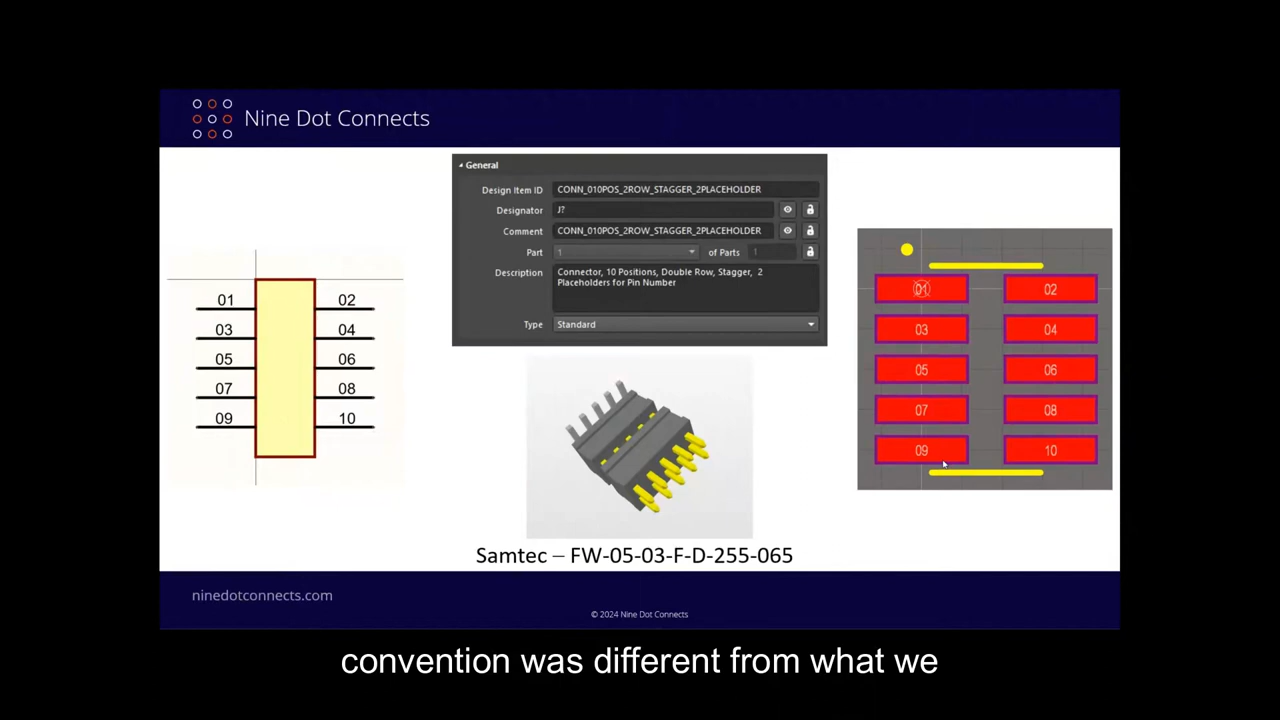 Nine Dot Connects
General
Design Item ID CONN_010POS_2ROW_STAGGER_2PLACEHOLDER
Designator J?
Comment CONN_010POS_2ROW_STAGGER_2PLACEHOLDER
Part 1 of Parts 1
Description Connector, 10 Positions, Double Row, Stagger, 2
Placeholders for Pin Number
Type Standard
01 02
03 04
05 06
07 08
09 10
01 02
03 04
05 06
07 08
09 10
Samtec – FW-05-03-F-D-255-065
ninedotconnects.com
© 2024 Nine Dot Connects
convention was different from what we